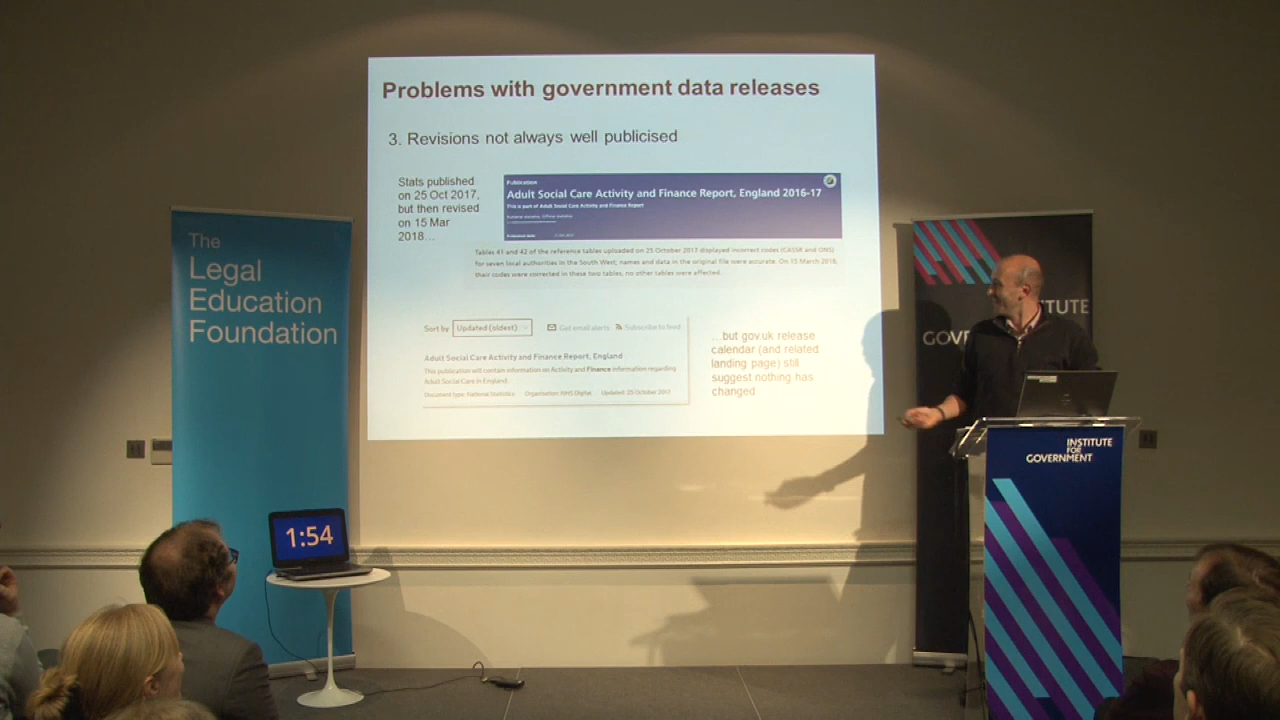 Problems with government data releases
3. Revisions not always well publicised
Stats published
on 25 Oct 2017,
but then revised
on 15 Mar
2018...
Publication
Adult Social Care Activity and Finance Report, England 2016-17
This is part of Adult Social Care Activity and Finance Report
Tables 41 and 42 of the reference tables uploaded on 25 October 2017 displayed incorrect codes (CASSR and ONS)
for seven local authorities in the South West; names and data in the original file were accurate. On 15 March 2018,
their codes were corrected in these two tables, no other tables were affected.
Sort by Updated (oldest) Get email alerts Subscribe to feed
Adult Social Care Activity and Finance Report, England
This publication will contain information on Activity and Finance information regarding
Adult Social Care in England.
Document type: National Statistics Organisation: NHS Digital Updated: 25 October 2017
...but gov.uk release
calendar (and related
landing page) still
suggest nothing has
changed
The
Legal
Education
Foundation
1:54
TUTE
GOV
INSTITUTE
FOR
GOVERNMENT